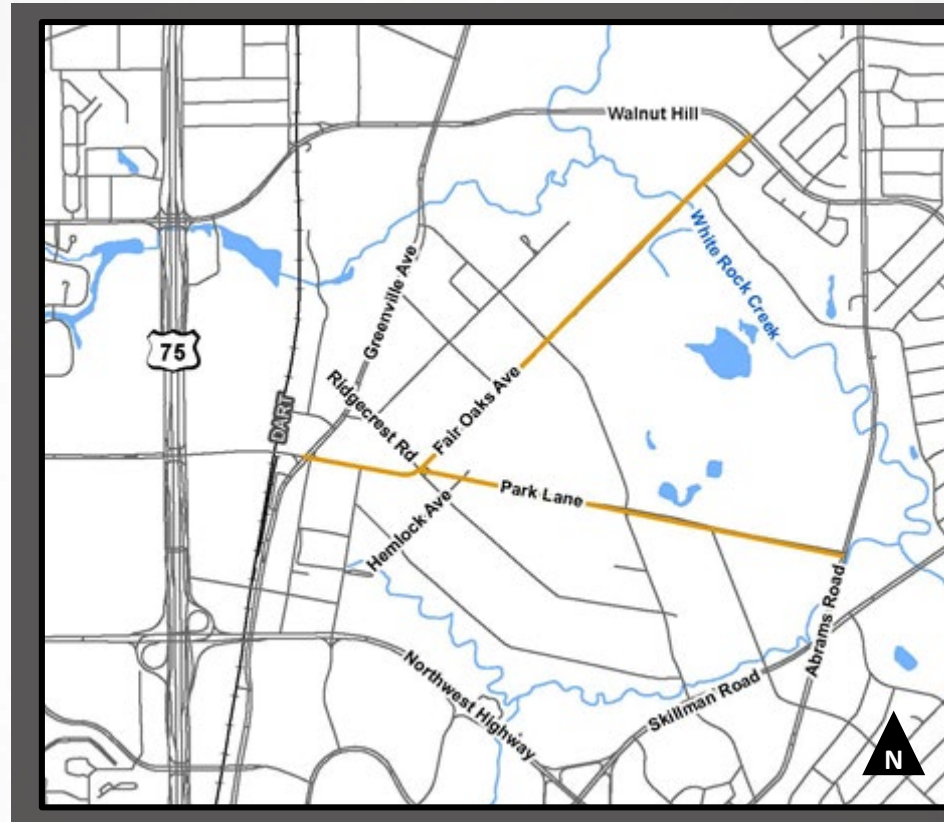 Walnut Hill
White Rock Creek
Greenville Ave
75
Ridgecrest Rd
Fair Oaks Ave
DART
Park Lane
Hemlock Ave
Abrams Road
Northwest Highway
Skillman Road
N